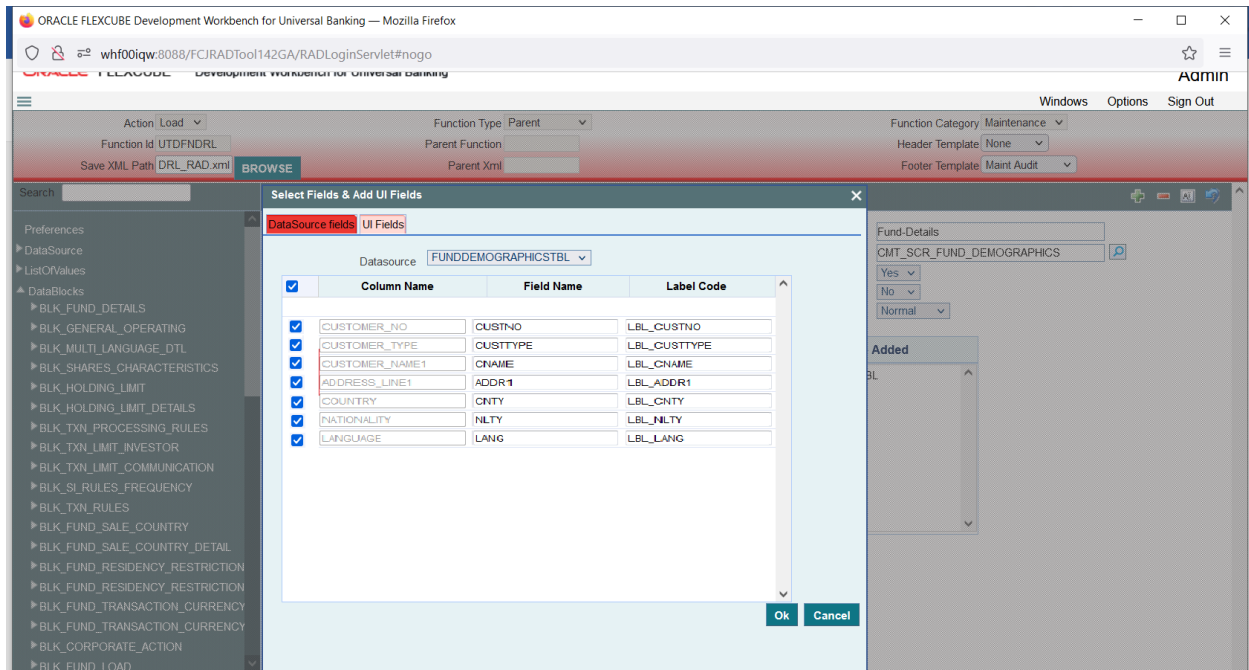 ORACLE FLEXCUBE Development Workbench for Universal Banking — Mozilla Firefox
whf00iqw:8088/FCJRADTool142GA/RADLoginServlet#nogo
ORACLE FLEXCUBE Development Workbench for Universal Banking Admin
Windows Options Sign Out
Action Load Function Type Parent Function Category Maintenance
Function Id UTDFNDRL Parent Function Header Template None
Save XML Path DRL_RAD.xml BROWSE Parent Xml Footer Template Maint Audit
Search
Select Fields & Add UI Fields
DataSource fields UI Fields
Datasource FUNDDEMOGRAPHICSTBL
Column Name Field Name Label Code
CUSTOMER_NO CUSTNO LBL_CUSTNO
CUSTOMER_TYPE CUSTTYPE LBL_CUSTTYPE
CUSTOMER_NAME1 CNAME LBL_CNAME
ADDRESS_LINE1 ADDR1 LBL_ADDR1
COUNTRY CNTY LBL_CNTY
NATIONALITY NLTY LBL_NLTY
LANGUAGE LANG LBL_LANG
Ok Cancel
Preferences
DataSource
ListOfValues
DataBlocks
BLK_FUND_DETAILS
BLK_GENERAL_OPERATING
BLK_MULTI_LANGUAGE_DTL
BLK_SHARES_CHARACTERISTICS
BLK_HOLDING_LIMIT
BLK_HOLDING_LIMIT_DETAILS
BLK_TXN_PROCESSING_RULES
BLK_TXN_LIMIT_INVESTOR
BLK_TXN_LIMIT_COMMUNICATION
BLK_SI_RULES_FREQUENCY
BLK_TXN_RULES
BLK_FUND_SALE_COUNTRY
BLK_FUND_SALE_COUNTRY_DETAIL
BLK_FUND_RESIDENCY_RESTRICTION
BLK_FUND_RESIDENCY_RESTRICTION
BLK_FUND_TRANSACTION_CURRENCY
BLK_FUND_TRANSACTION_CURRENCY
BLK_CORPORATE_ACTION
BLK_FUND_LOAD
Fund-Details
CMT_SCR_FUND_DEMOGRAPHICS
Yes
No
Normal
Added
BL